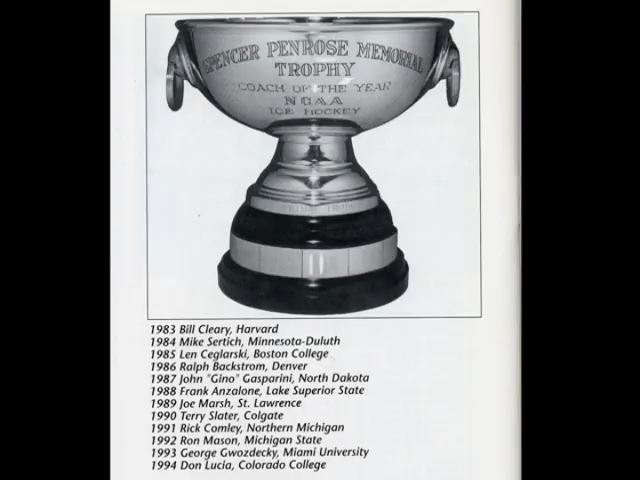 SPENCER PENROSE MEMORIAL
TROPHY
COACH OF THE YEAR
NCAA
ICE HOCKEY
1983 Bill Cleary, Harvard
1984 Mike Sertich, Minnesota-Duluth
1985 Len Ceglarski, Boston College
1986 Ralph Backstrom, Denver
1987 John "Gino" Gasparini, North Dakota
1988 Frank Anzalone, Lake Superior State
1989 Joe Marsh, St. Lawrence
1990 Terry Slater, Colgate
1991 Rick Comley, Northern Michigan
1992 Ron Mason, Michigan State
1993 George Gwozdecky, Miami University
1994 Don Lucia, Colorado College